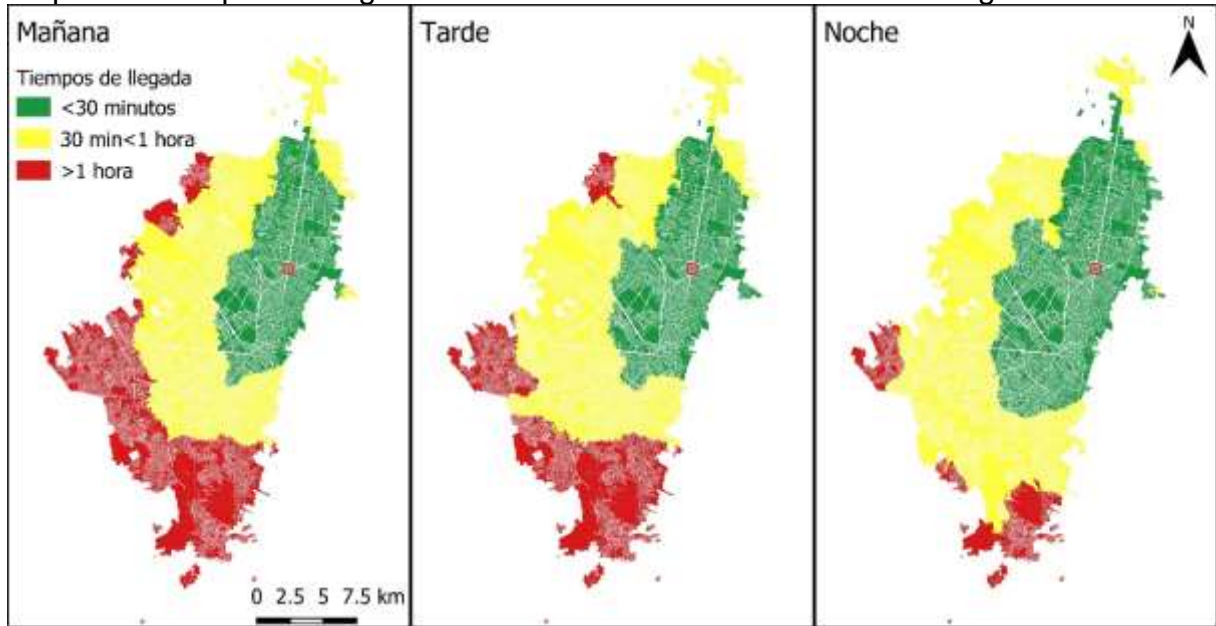 Mañana
Tiempos de llegada
<30 minutos
30 min<1 hora
>1 hora
0 2.5 5 7.5 km
Tarde
Noche
N